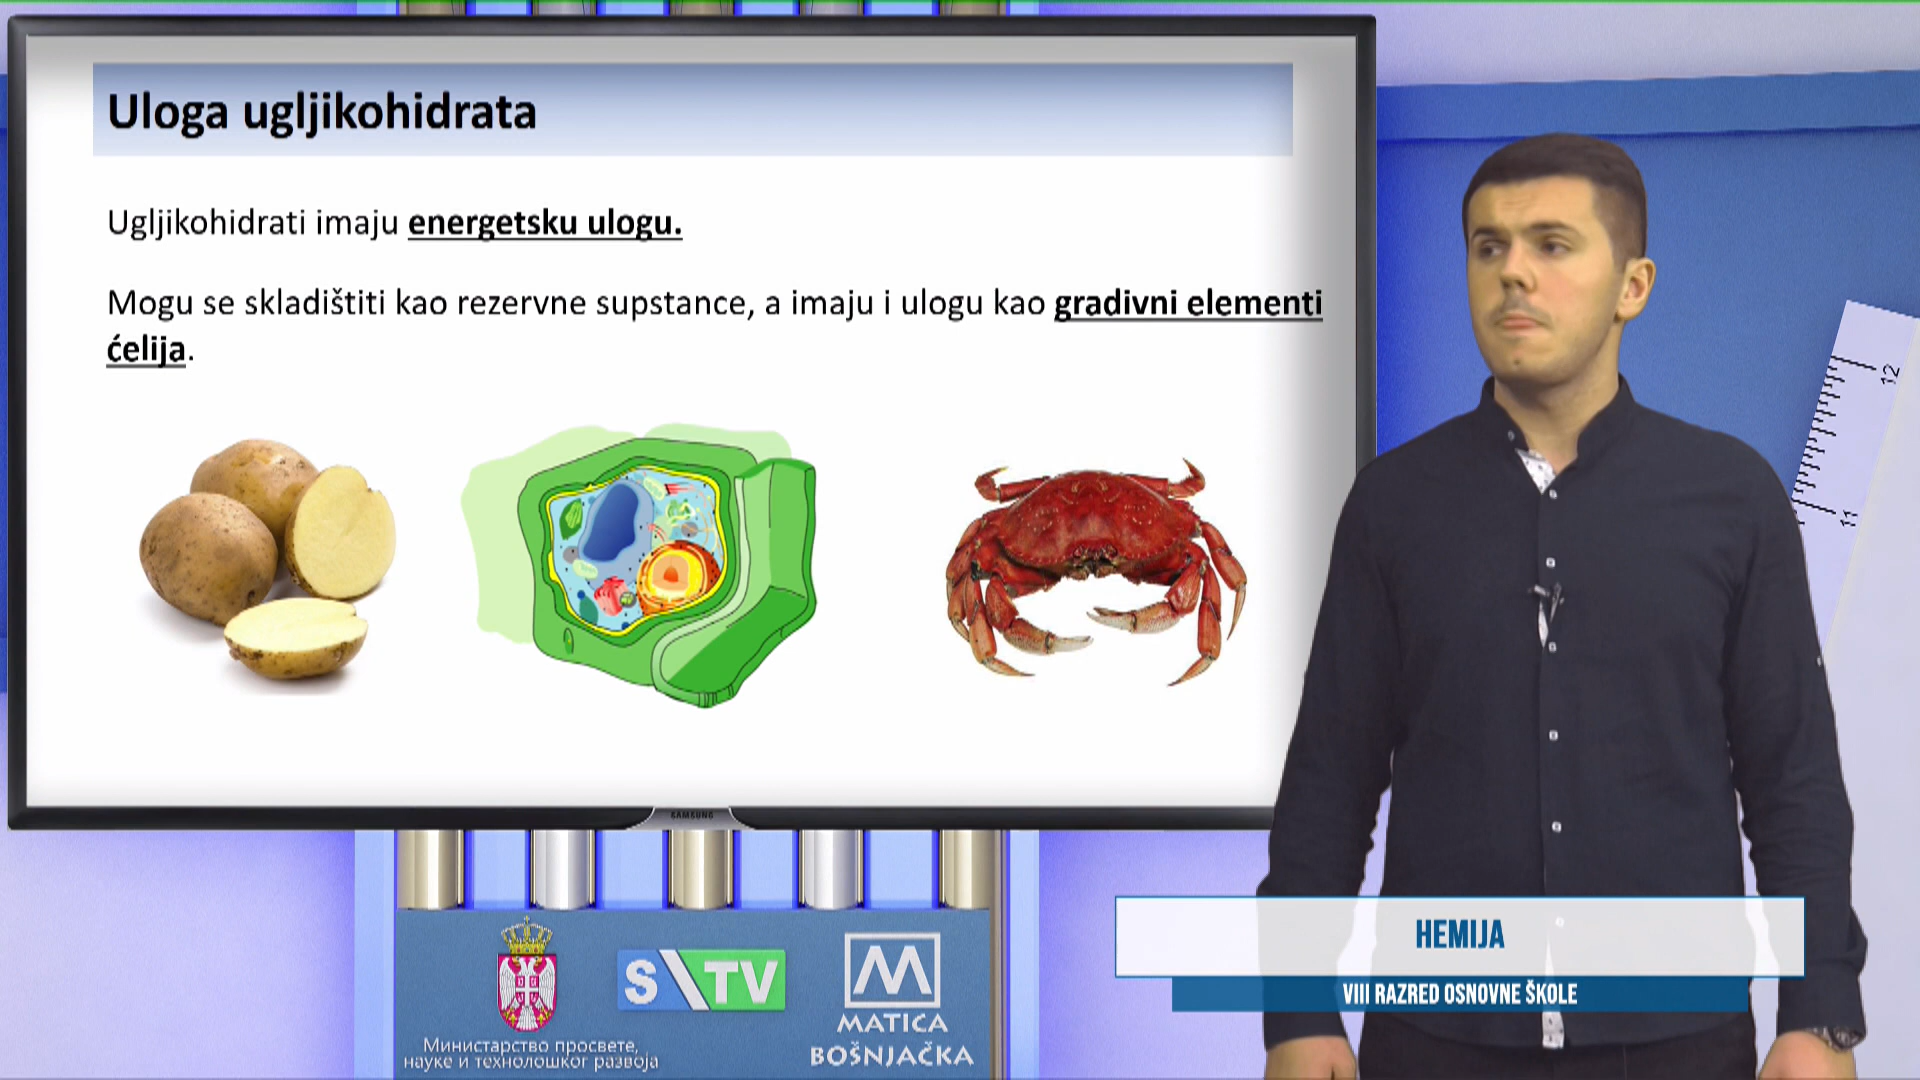 Uloga ugljikohidrata
Ugljikohidrati imaju energetsku ulogu.
Mogu se skladištiti kao rezervne supstance, a imaju i ulogu kao gradivni elementi
ćelija.
12
11
SAMSUNG
HEMIJA
VIII RAZRED OSNOVNE ŠKOLE
S TV
MATICA
BOŠNJAČKA
Министарство просвете,
науке и технолошког развоја